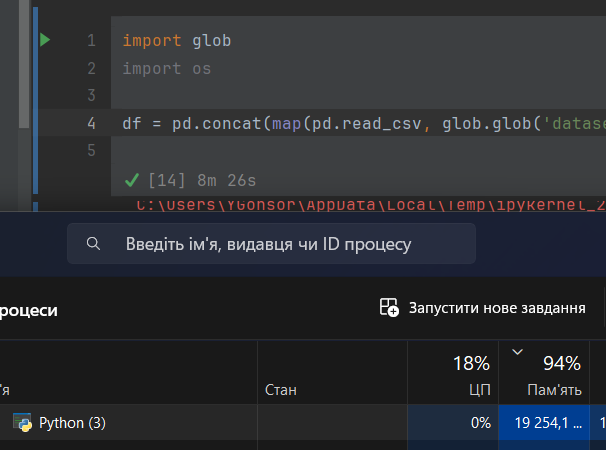 1 import glob
2 import os
3
4 df = pd.concat(map(pd.read_csv, glob.glob('datase
5
[14] 8m 26s
C:\Users\YGonsor\AppData\Local\Temp\ipykernel_2
Введіть ім'я, видавця чи ID процесу
роцеси
Запустити нове завдання
18% 94%
'я Стан ЦП Пам'ять
Python (3) 0% 19 254,1 ... 1